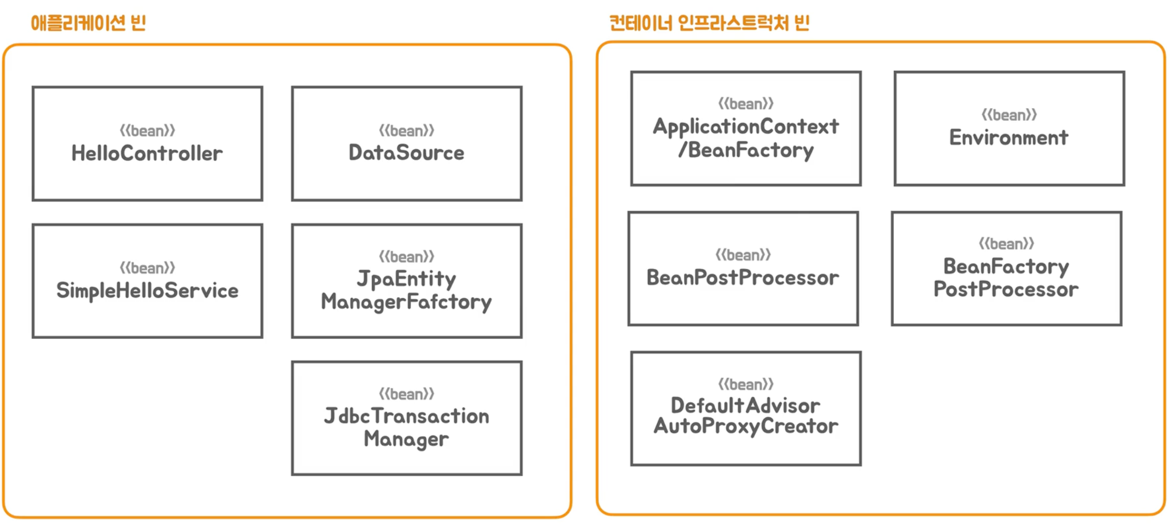 애플리케이션 빈
<<bean>>
HelloController
<<bean>>
DataSource
<<bean>>
SimpleHelloService
<<bean>>
JpaEntity
ManagerFafctory
<<bean>>
JdbcTransaction
Manager
컨테이너 인프라스트럭처 빈
<<bean>>
ApplicationContext
/BeanFactory
<<bean>>
Environment
<<bean>>
BeanPostProcessor
<<bean>>
BeanFactory
PostProcessor
<<bean>>
DefaultAdvisor
AutoProxyCreator